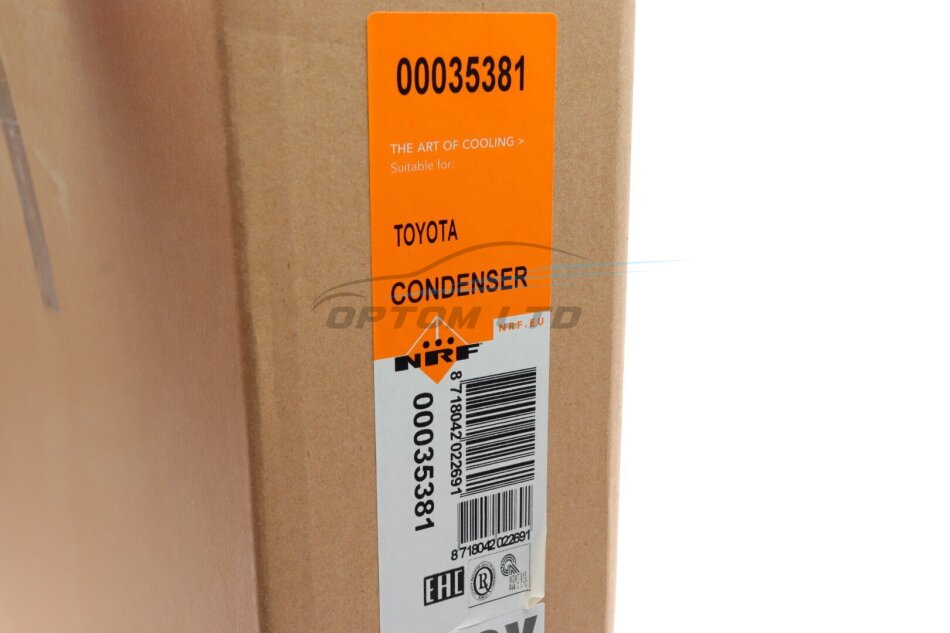 00035381
THE ART OF COOLING >
Suitable for:
TOYOTA
CONDENSER
OPTOM LTD
NRF.EU
NRF
00035381
8 718042 022691
8 718042 022691
EAC